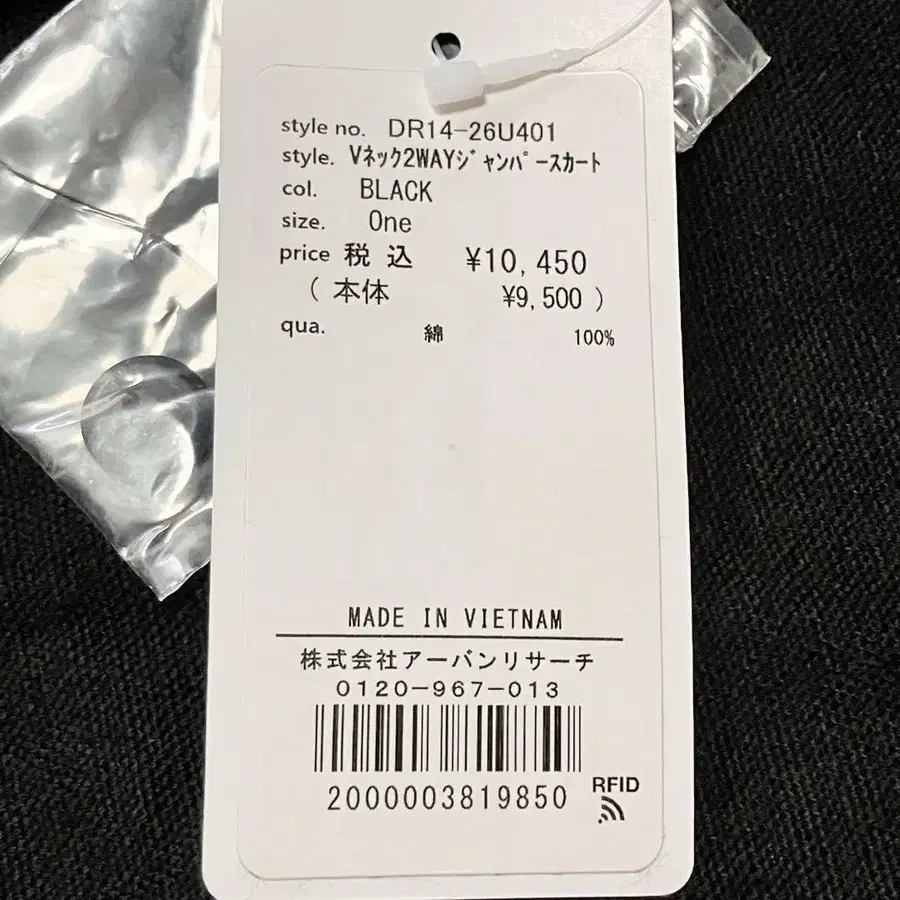 style no. DR14-26U401
style. Vネック2WAYｼﾞｬﾝﾊﾟｰスカート
col. BLACK
size. One
price 税込 ¥10,450
(本体 ¥9,500)
qua. 綿 100%
MADE IN VIETNAM
株式会社アーバンリサーチ
0120-967-013
2000003819850
RFID